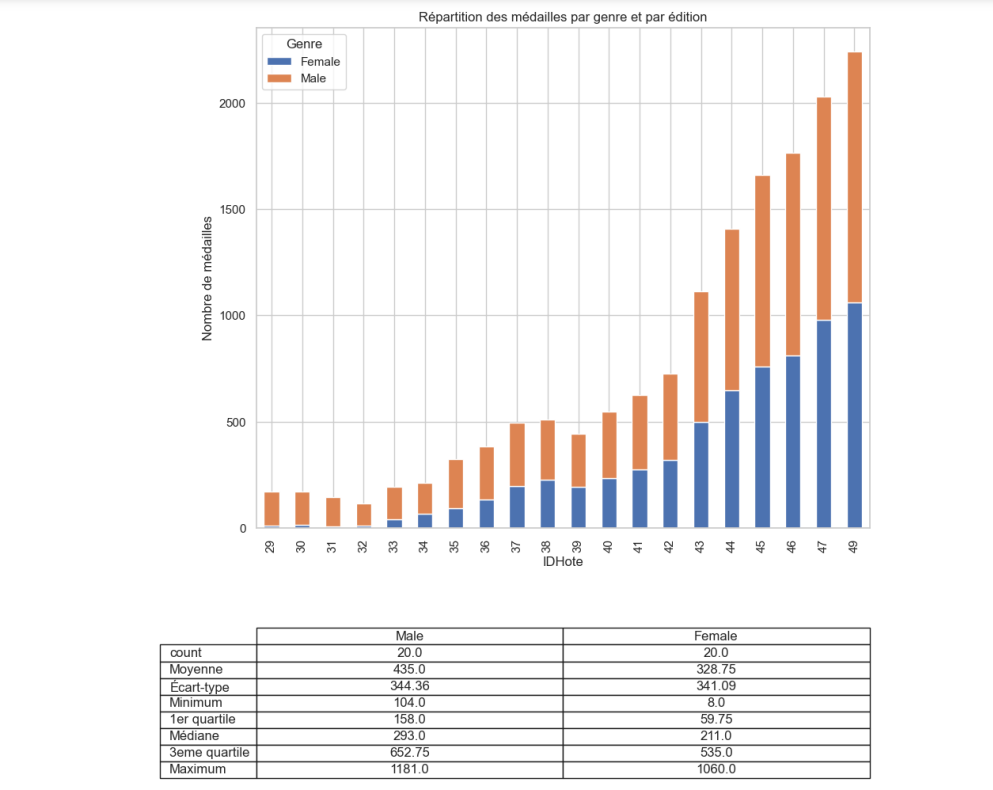 Répartition des médailles par genre et par édition
Genre
Female
Male
Nombre de médailles
2000
1500
1000
500
0
29 30 31 32 33 34 35 36 37 38 39 40 41 42 43 44 45 46 47 49
IDHote
Male Female
count 20.0 20.0
Moyenne 435.0 328.75
Écart-type 344.36 341.09
Minimum 104.0 8.0
1er quartile 158.0 59.75
Médiane 293.0 211.0
3eme quartile 652.75 535.0
Maximum 1181.0 1060.0